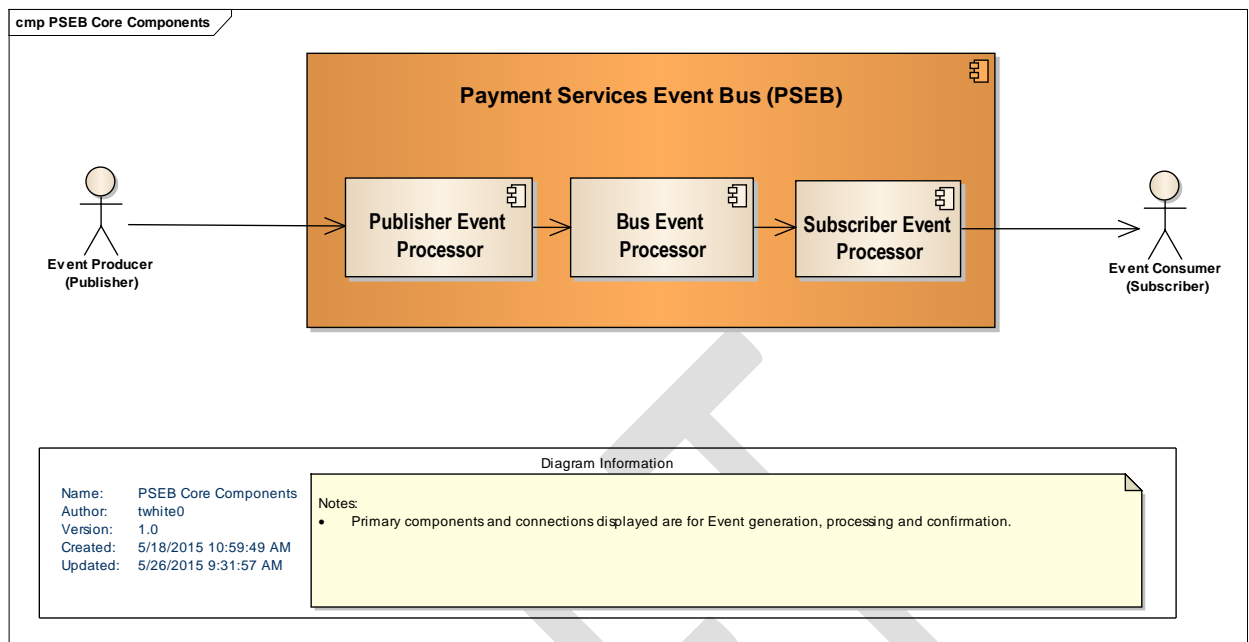 cmp PSEB Core Components
Payment Services Event Bus (PSEB)
Publisher Event
Processor
Bus Event
Processor
Subscriber Event
Processor
Event Producer
(Publisher)
Event Consumer
(Subscriber)
Diagram Information
Name: PSEB Core Components
Author: twhite0
Version: 1.0
Created: 5/18/2015 10:59:49 AM
Updated: 5/26/2015 9:31:57 AM
Notes:
• Primary components and connections displayed are for Event generation, processing and confirmation.